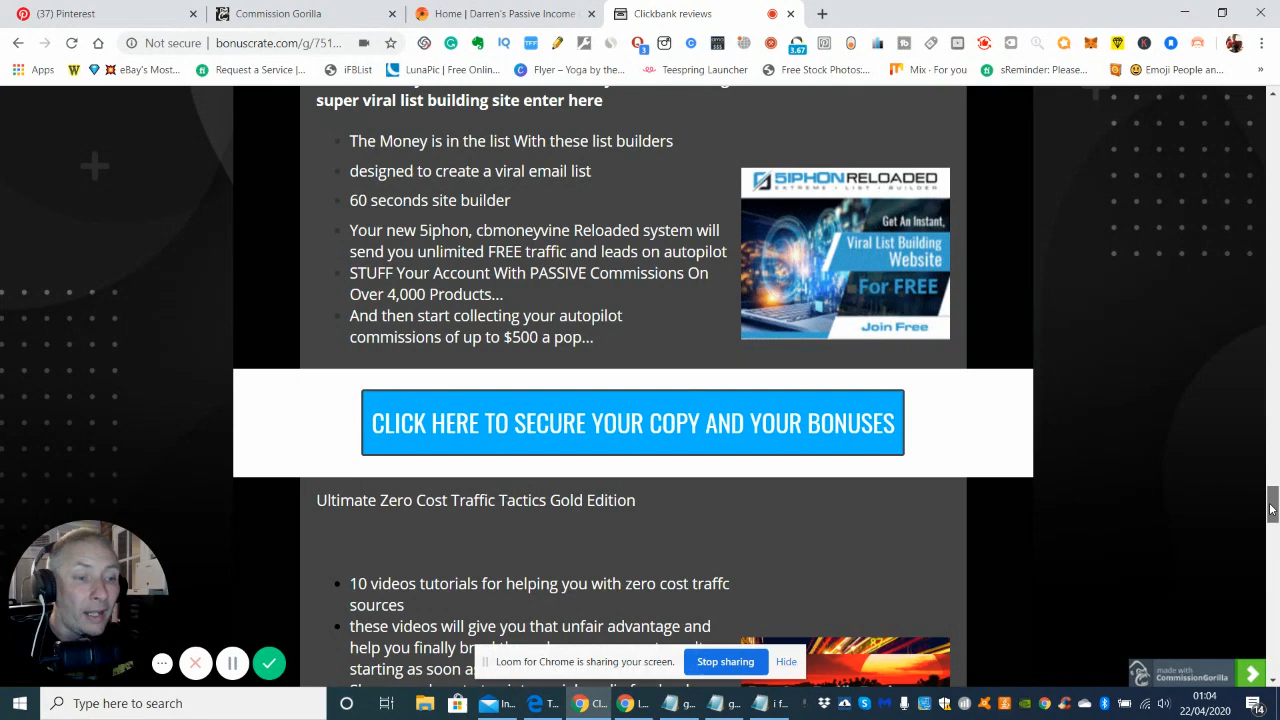 (37) Pinterest
Commission Gorilla
Home | Darren's Passive Income
Clickbank reviews
Not secure | bonuscream.com/g/751...
3
3.67
Apps
eBay's Most...
Request a Service |...
iFBList
LunaPic | Free Onlin...
Flyer – Yoga by the...
Teespring Launcher
Free Stock Photos:...
Mix · For you
sReminder: Please...
Emoji People an...
super viral list building site enter here
The Money is in the list With these list builders
designed to create a viral email list
60 seconds site builder
Your new 5iphon, cbmoneyvine Reloaded system will
send you unlimited FREE traffic and leads on autopilot
STUFF Your Account With PASSIVE Commissions On
Over 4,000 Products...
And then start collecting your autopilot
commissions of up to $500 a pop...
5IPHON RELOADED
EXTREME • LIST • BUILDER
Get An Instant,
Viral List Building
Website
For FREE
Join Free
CLICK HERE TO SECURE YOUR COPY AND YOUR BONUSES
Ultimate Zero Cost Traffic Tactics Gold Edition
10 videos tutorials for helping you with zero cost traffc
sources
these videos will give you that unfair advantage and
help you finally
starting as soon
Loom for Chrome is sharing your screen.
Stop sharing
Hide
made with
CommissionGorilla
Type here to search
In...
T...
Cl...
L...
g...
g...
i f...
01:04
22/04/2020
14